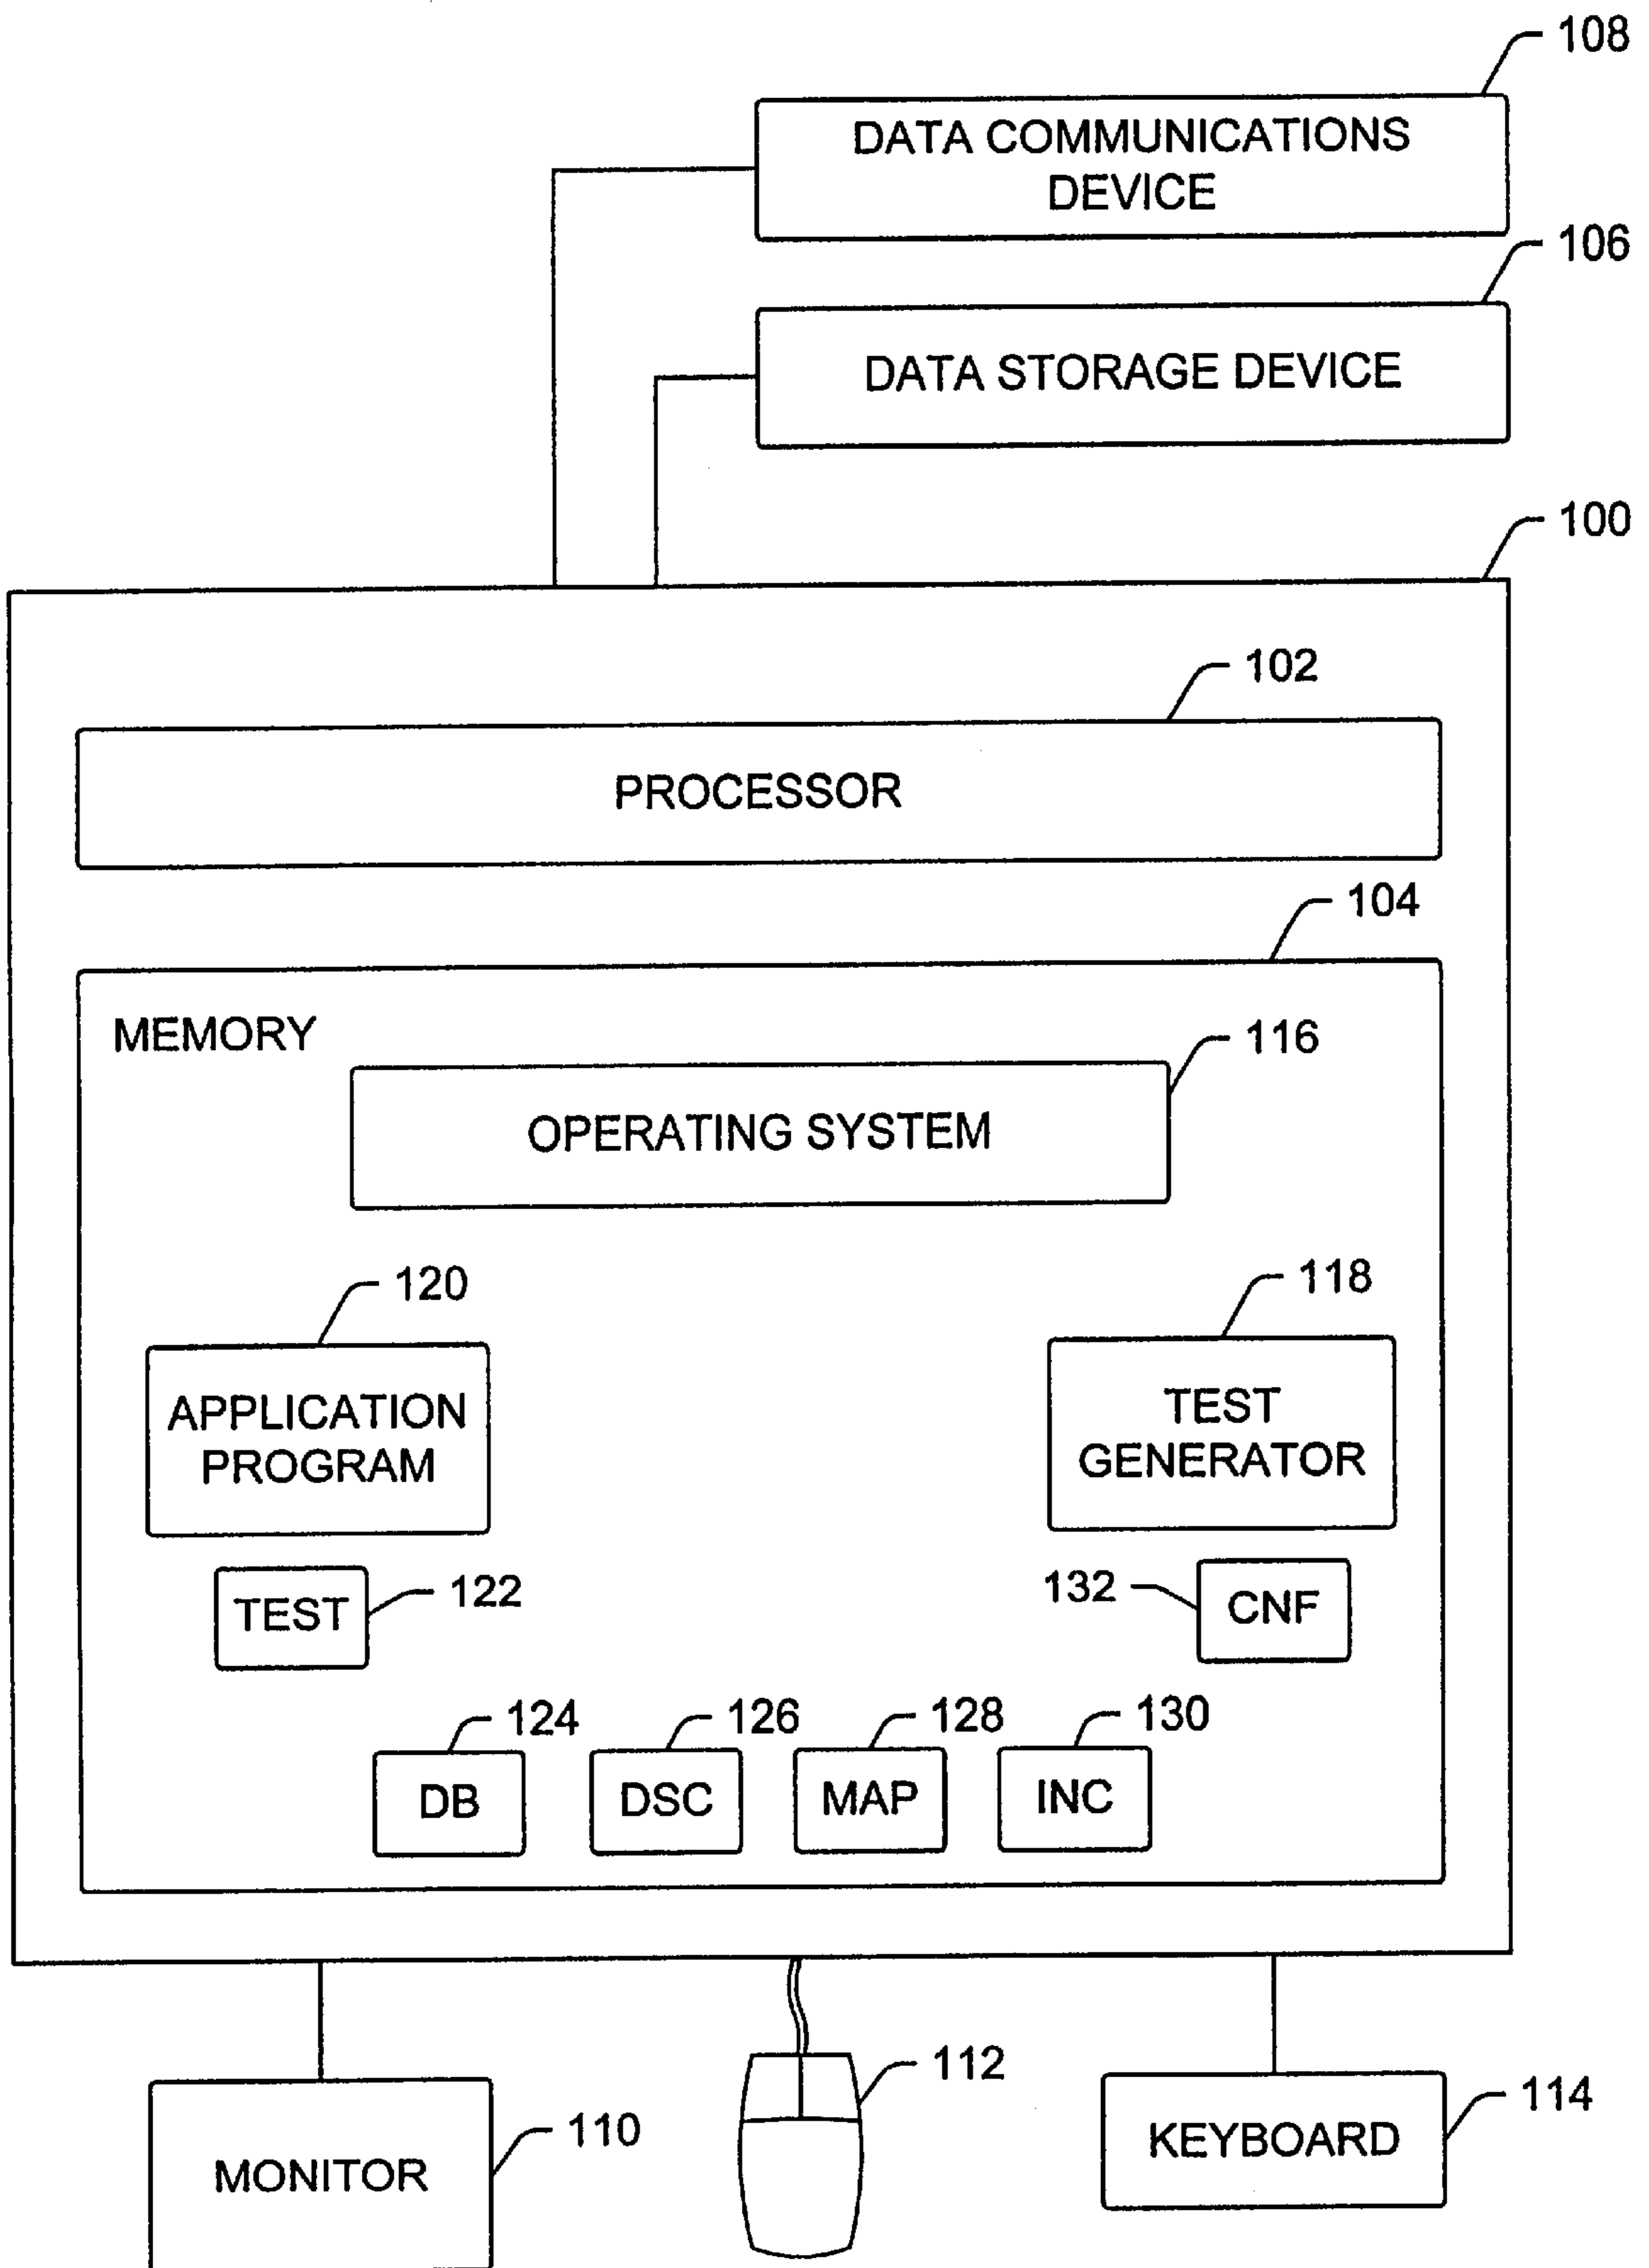 108
DATA COMMUNICATIONS
DEVICE
106
DATA STORAGE DEVICE
100
102
PROCESSOR
104
MEMORY
116
OPERATING SYSTEM
120
118
APPLICATION
PROGRAM
TEST
GENERATOR
TEST
122
132
CNF
124
126
128
130
DB
DSC
MAP
INC
112
114
110
KEYBOARD
MONITOR